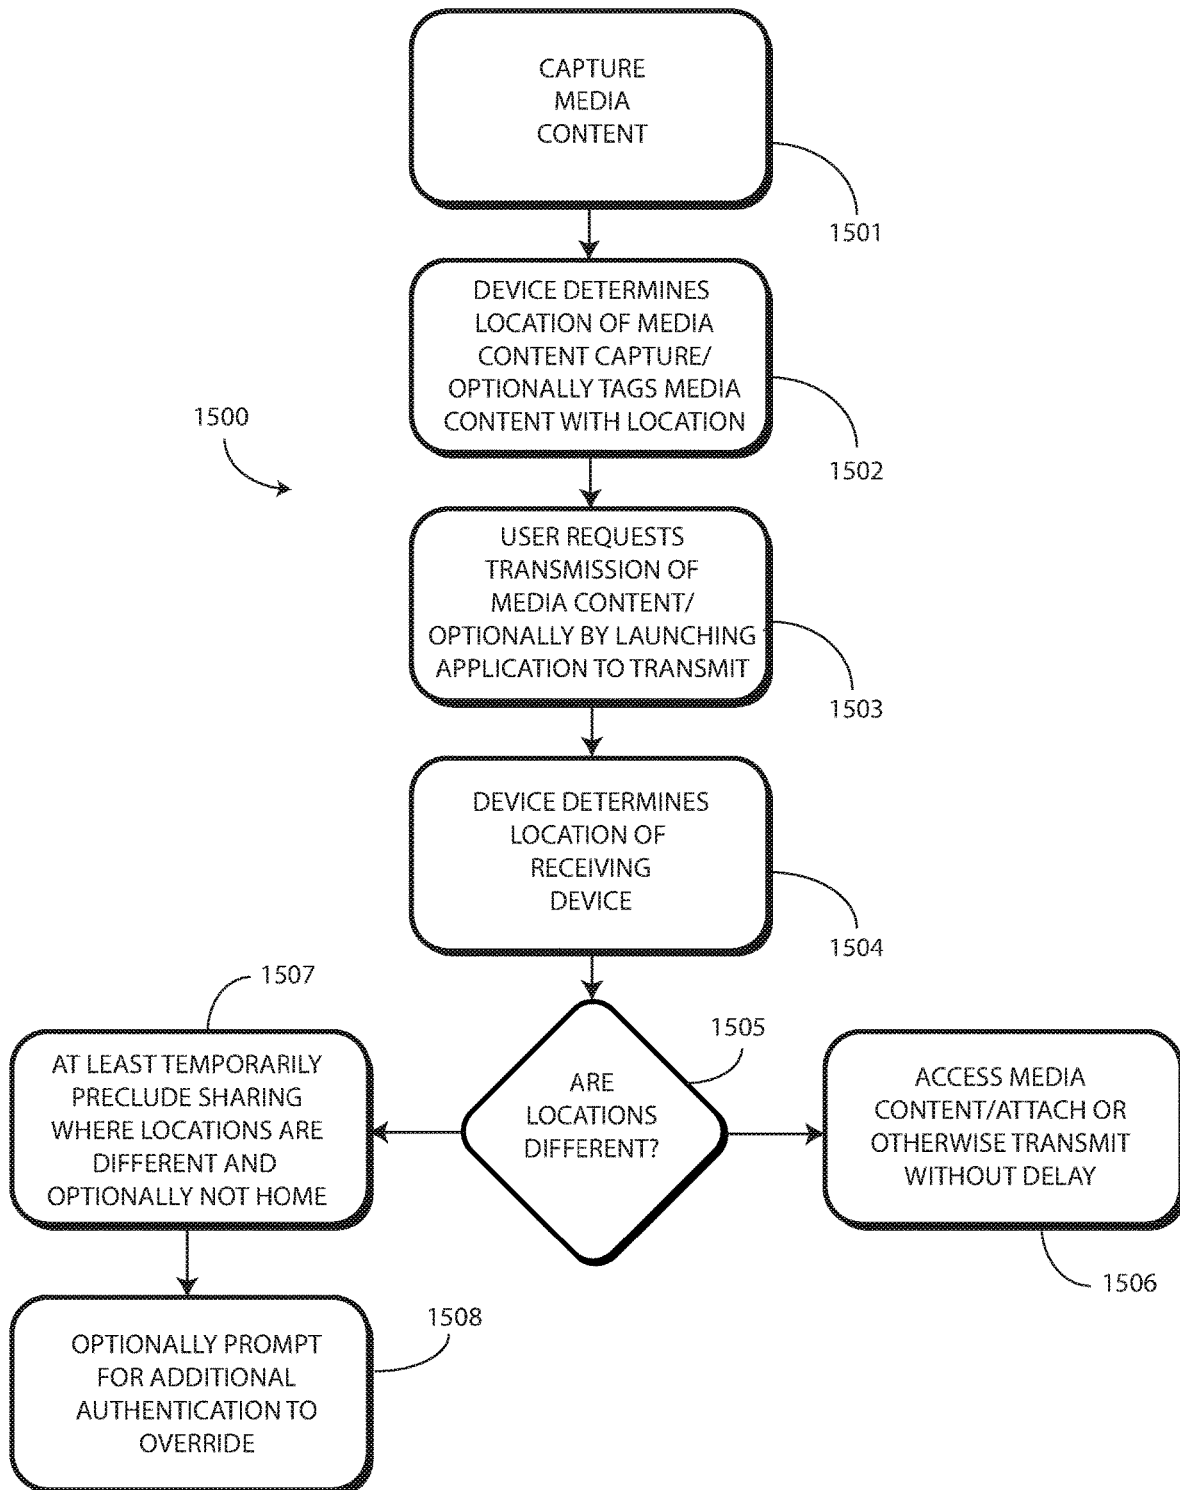 CAPTURE
MEDIA
CONTENT
1501
DEVICE DETERMINES
LOCATION OF MEDIA
CONTENT CAPTURE/
OPTIONALLY TAGS MEDIA
CONTENT WITH LOCATION
1502
1500
USER REQUESTS
TRANSMISSION OF
MEDIA CONTENT/
OPTIONALLY BY LAUNCHING
APPLICATION TO TRANSMIT
1503
DEVICE DETERMINES
LOCATION OF
RECEIVING
DEVICE
1504
ARE
LOCATIONS
DIFFERENT?
1505
ACCESS MEDIA
CONTENT/ATTACH OR
OTHERWISE TRANSMIT
WITHOUT DELAY
1506
1507
AT LEAST TEMPORARILY
PRECLUDE SHARING
WHERE LOCATIONS ARE
DIFFERENT AND
OPTIONALLY NOT HOME
1508
OPTIONALLY PROMPT
FOR ADDITIONAL
AUTHENTICATION TO
OVERRIDE